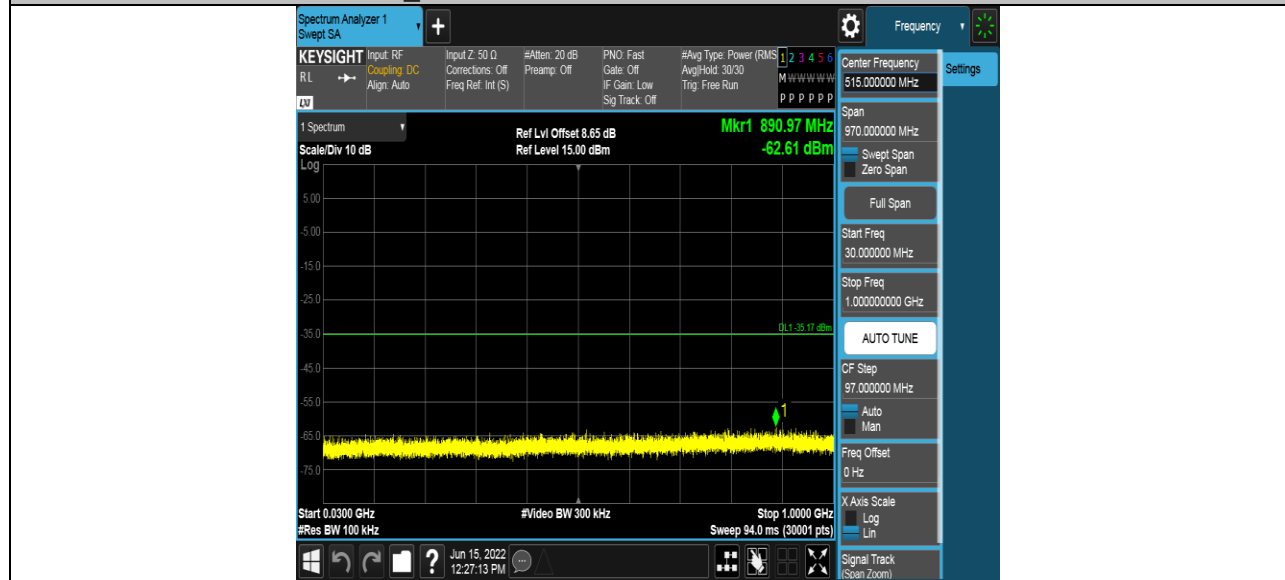 Spectrum Analyzer 1
Swept SA
+
Frequency
KEYSIGHT
RL
LXI
Input: RF
Coupling: DC
Align: Auto
Input Z: 50 Ω
Corrections: Off
Freq Ref: Int (S)
#Atten: 20 dB
Preamp: Off
PNO: Fast
Gate: Off
IF Gain: Low
Sig Track: Off
#Avg Type: Power (RMS
Avg|Hold: 30/30
Trig: Free Run
1 2 3 4 5 6
M W W W W W
P P P P P P
Center Frequency
515.000000 MHz
Settings
1 Spectrum
Ref Lvl Offset 8.65 dB
Mkr1 890.97 MHz
Scale/Div 10 dB
Ref Level 15.00 dBm
-62.61 dBm
Log
5.00
-5.00
-15.0
-25.0
-35.0
-45.0
-55.0
-65.0
-75.0
DL1 -35.17 dBm
1
Start 0.0300 GHz
#Video BW 300 kHz
Stop 1.0000 GHz
#Res BW 100 kHz
Sweep 94.0 ms (30001 pts)
Span
970.000000 MHz
Swept Span
Zero Span
Full Span
Start Freq
30.000000 MHz
Stop Freq
1.000000000 GHz
AUTO TUNE
CF Step
97.000000 MHz
Auto
Man
Freq Offset
0 Hz
X Axis Scale
Log
Lin
Signal Track
(Span Zoom)
?
Jun 15, 2022
12:27:13 PM